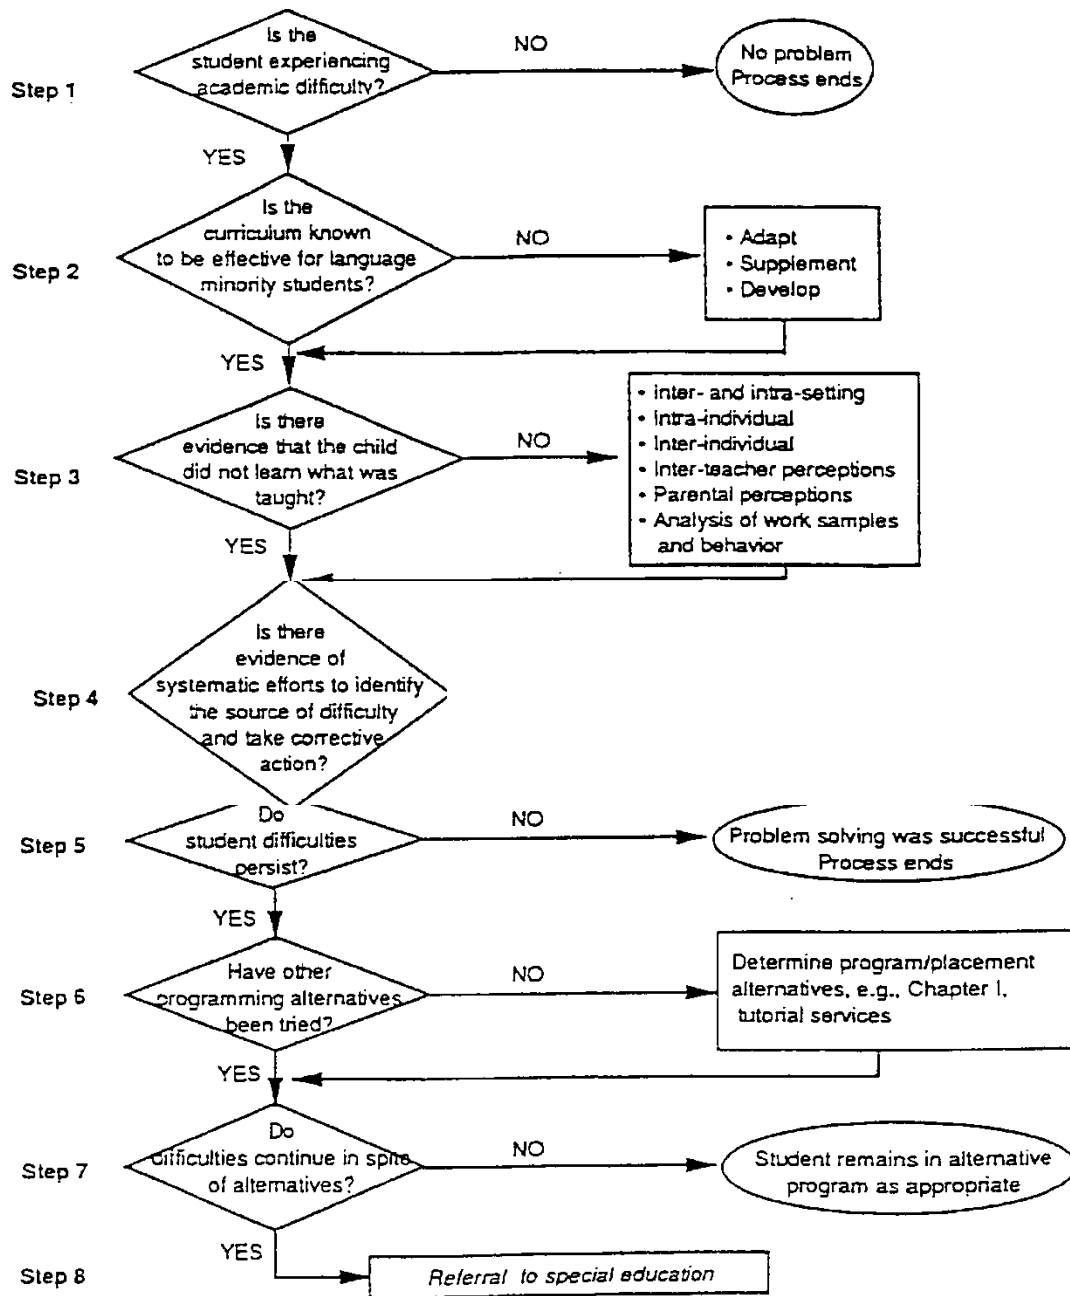 Step 1
Is the
student experiencing
academic difficulty?
NO
No problem
Process ends
YES
Step 2
Is the
curriculum known
to be effective for language
minority students?
NO
• Adapt
• Supplement
• Develop
YES
Step 3
Is there
evidence that the child
did not learn what was
taught?
NO
• Inter- and intra-setting
• Intra-individual
• Inter-individual
• Inter-teacher perceptions
• Parental perceptions
• Analysis of work samples
and behavior
YES
Step 4
Is there
evidence of
systematic efforts to identify
the source of difficulty
and take corrective
action?
Step 5
Do
student difficulties
persist?
NO
Problem solving was successful
Process ends
YES
Step 6
Have other
programming alternatives
been tried?
NO
Determine program/placement
alternatives, e.g., Chapter I,
tutorial services
YES
Step 7
Do
difficulties continue in spite
of alternatives?
NO
Student remains in alternative
program as appropriate
YES
Step 8
Referral to special education